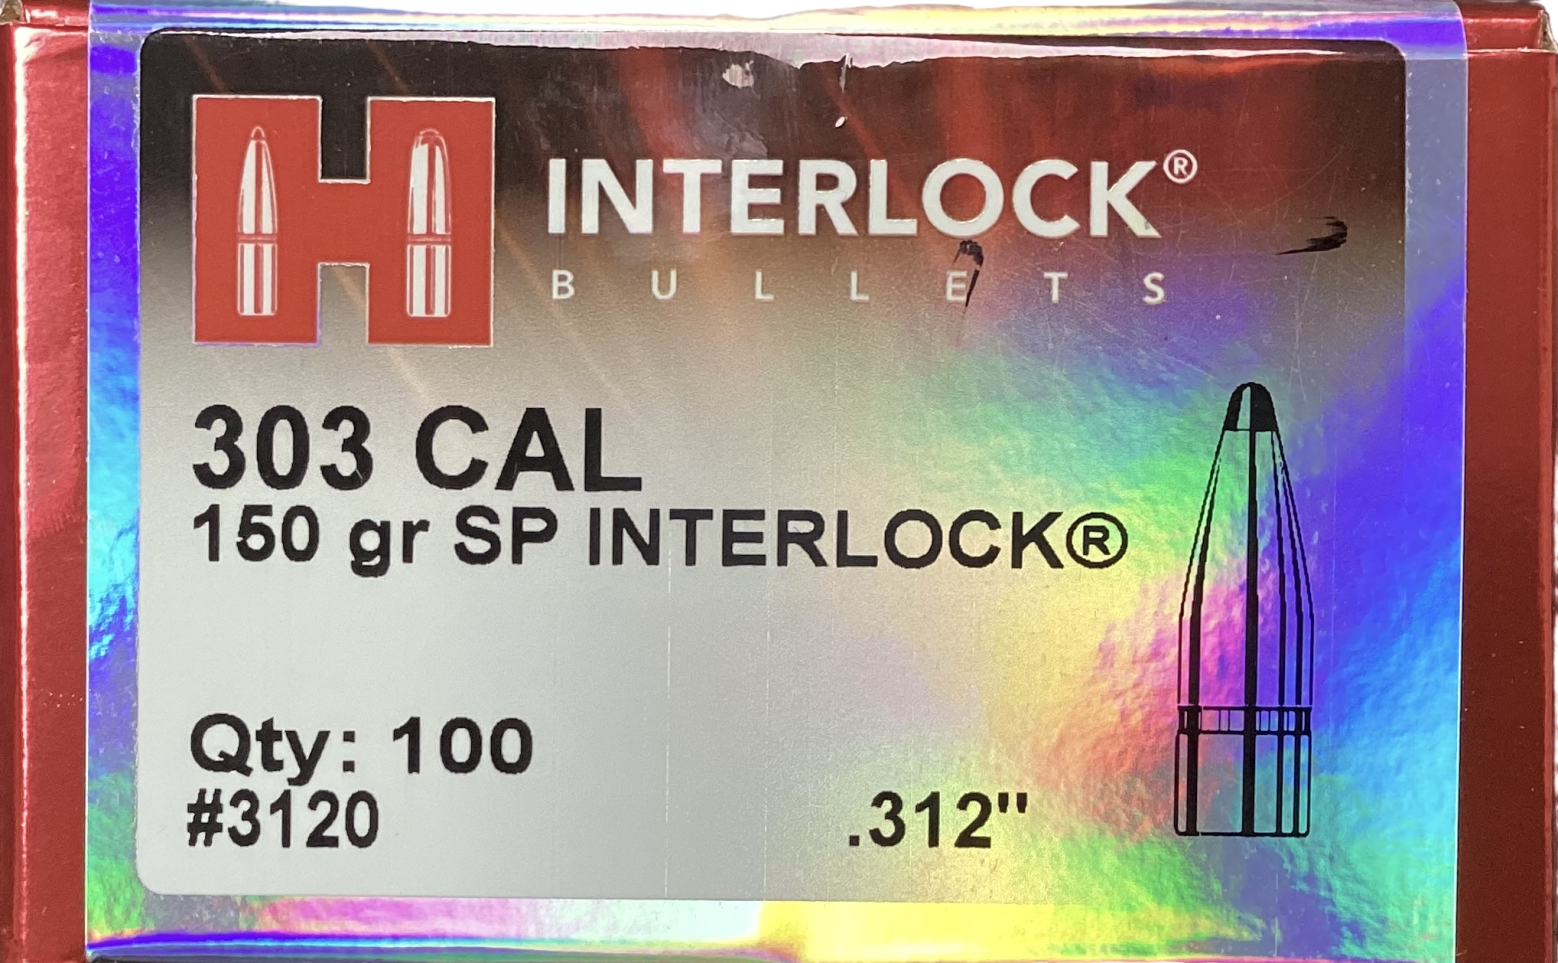 H
INTERLOCK®
BULLETS
303 CAL
150 gr SP INTERLOCK®
Qty: 100
#3120
.312"